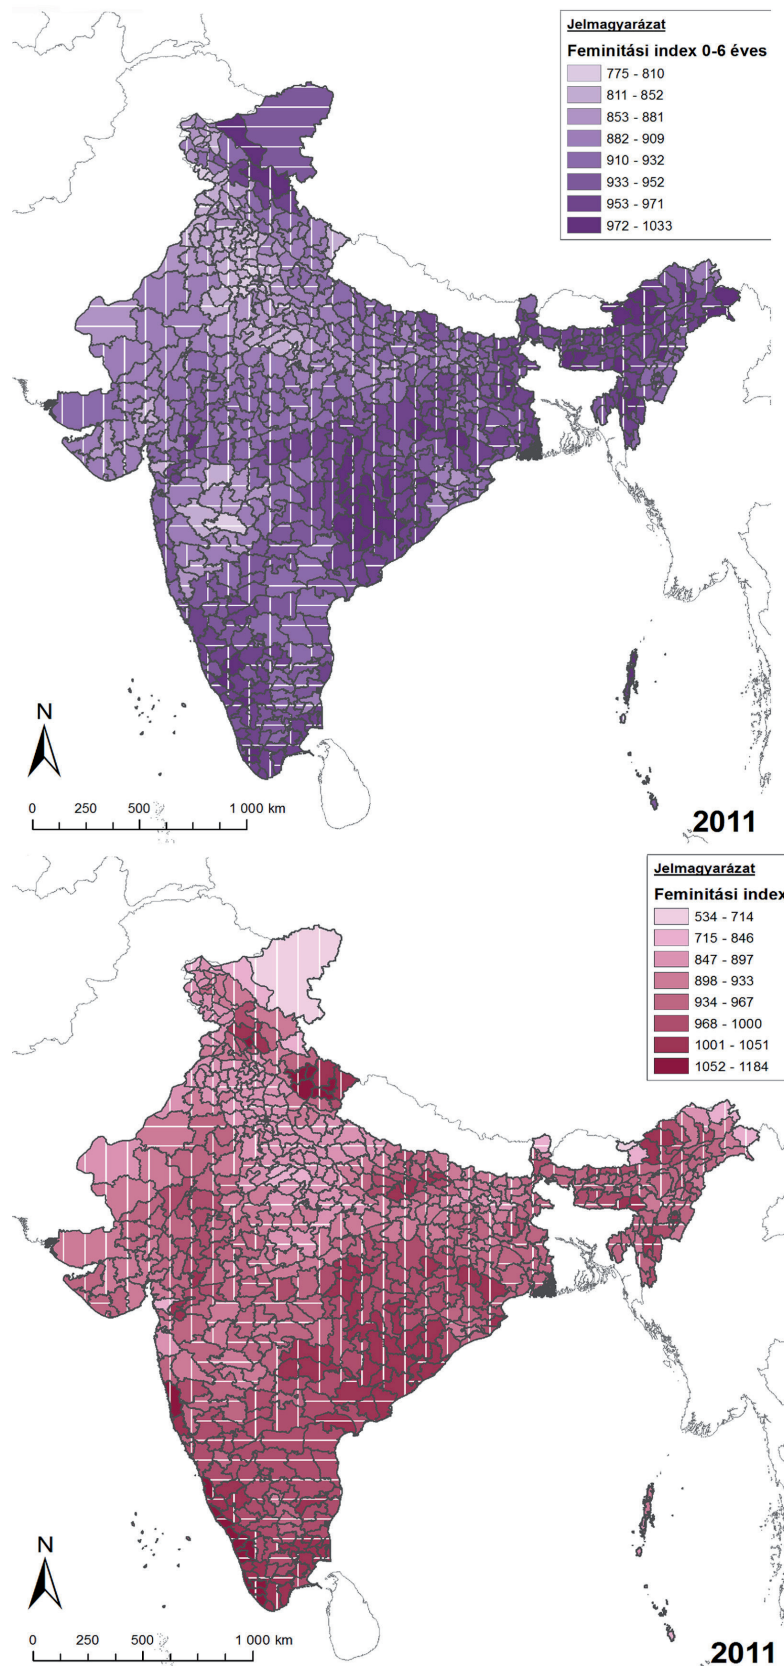 Jelmagyarázat
Feminitási index 0-6 éves
775 - 810
811 - 852
853 - 881
882 - 909
910 - 932
933 - 952
953 - 971
972 - 1033
N
0 250 500 1 000 km
2011
Jelmagyarázat
Feminitási index
534 - 714
715 - 846
847 - 897
898 - 933
934 - 967
968 - 1000
1001 - 1051
1052 - 1184
N
0 250 500 1 000 km
2011